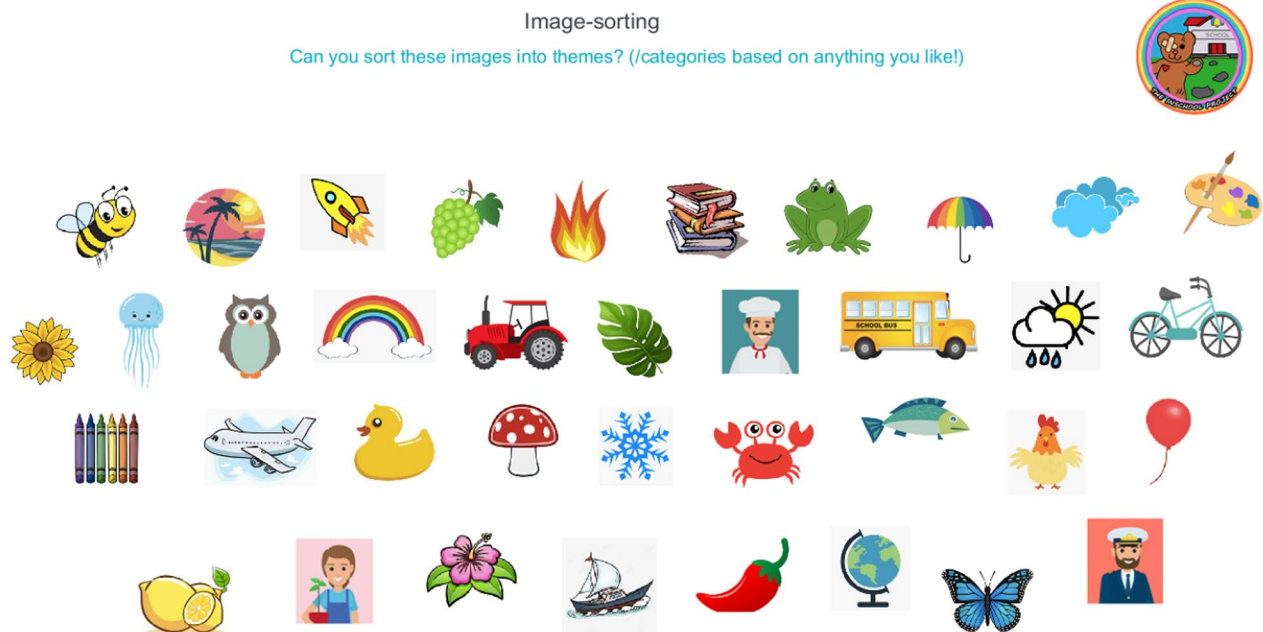 Image-sorting
Can you sort these images into themes? (/categories based on anything you like!)
SCHOOL
THE INSCHOOL PROJECT
SCHOOL BUS